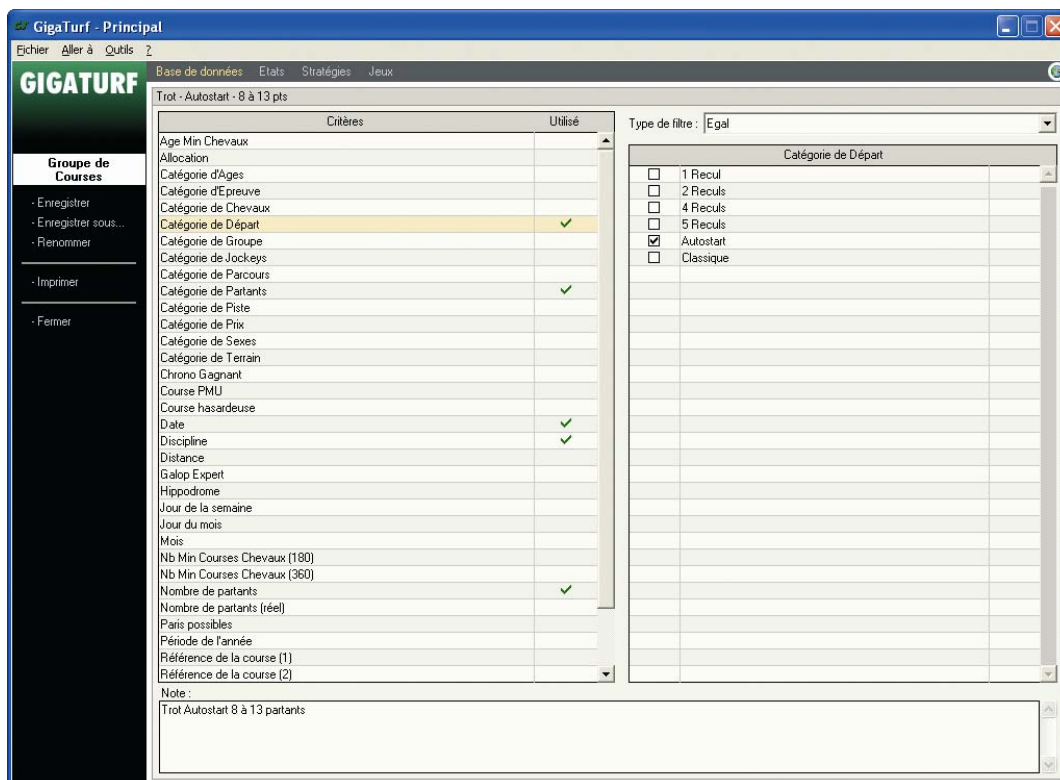 GigaTurf - Principal
Fichier Aller à Outils ?
GIGATURF
Base de données Etats Stratégies Jeux
Trot - Autostart - 8 à 13 pts
Groupe de
Courses
- Enregistrer
- Enregistrer sous...
- Renommer
- Imprimer
- Fermer
Critères Utilisé
Age Min Chevaux
Allocation
Catégorie d'Ages
Catégorie d'Epreuve
Catégorie de Chevaux
Catégorie de Départ
Catégorie de Groupe
Catégorie de Jockeys
Catégorie de Parcours
Catégorie de Partants
Catégorie de Piste
Catégorie de Prix
Catégorie de Sexes
Catégorie de Terrain
Chrono Gagnant
Course PMU
Course hasardeuse
Date
Discipline
Distance
Galop Expert
Hippodrome
Jour de la semaine
Jour du mois
Mois
Nb Min Courses Chevaux (180)
Nb Min Courses Chevaux (360)
Nombre de partants
Nombre de partants (réel)
Paris possibles
Période de l'année
Référence de la course (1)
Référence de la course (2)
Type de filtre : Egal
Catégorie de Départ
1 Recul
2 Reculs
4 Reculs
5 Reculs
Autostart
Classique
Note :
Trot Autostart 8 à 13 partants